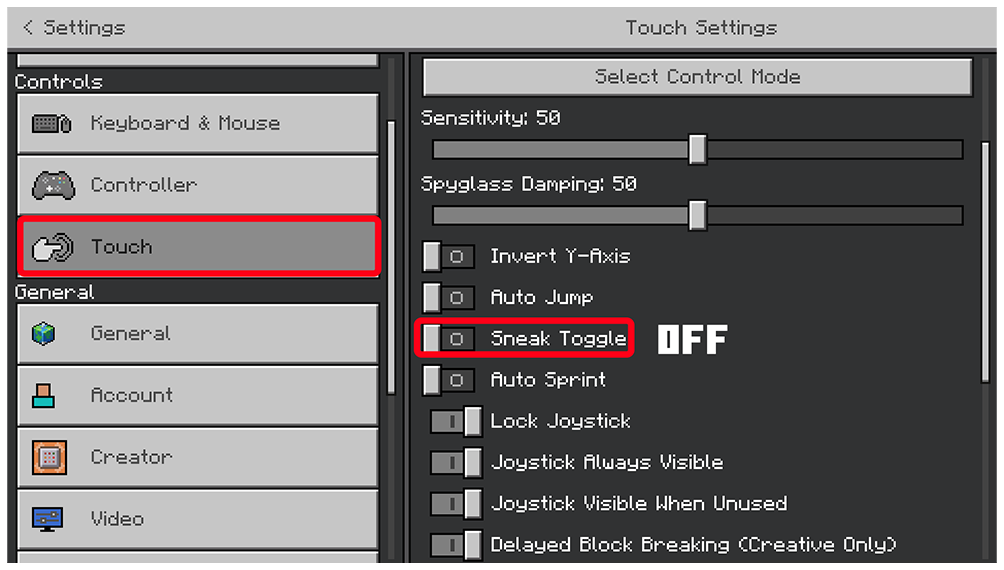 Settings
Touch Settings
Controls
Keyboard & Mouse
Controller
Touch
General
General
Account
Creator
Video
Select Control Mode
Sensitivity: 50
Spyglass Damping: 50
Invert Y-Axis
Auto Jump
Sneak Toggle
OFF
Auto Sprint
Lock Joystick
Joystick Always Visible
Joystick Visible When Unused
Delayed Block Breaking (Creative Only)